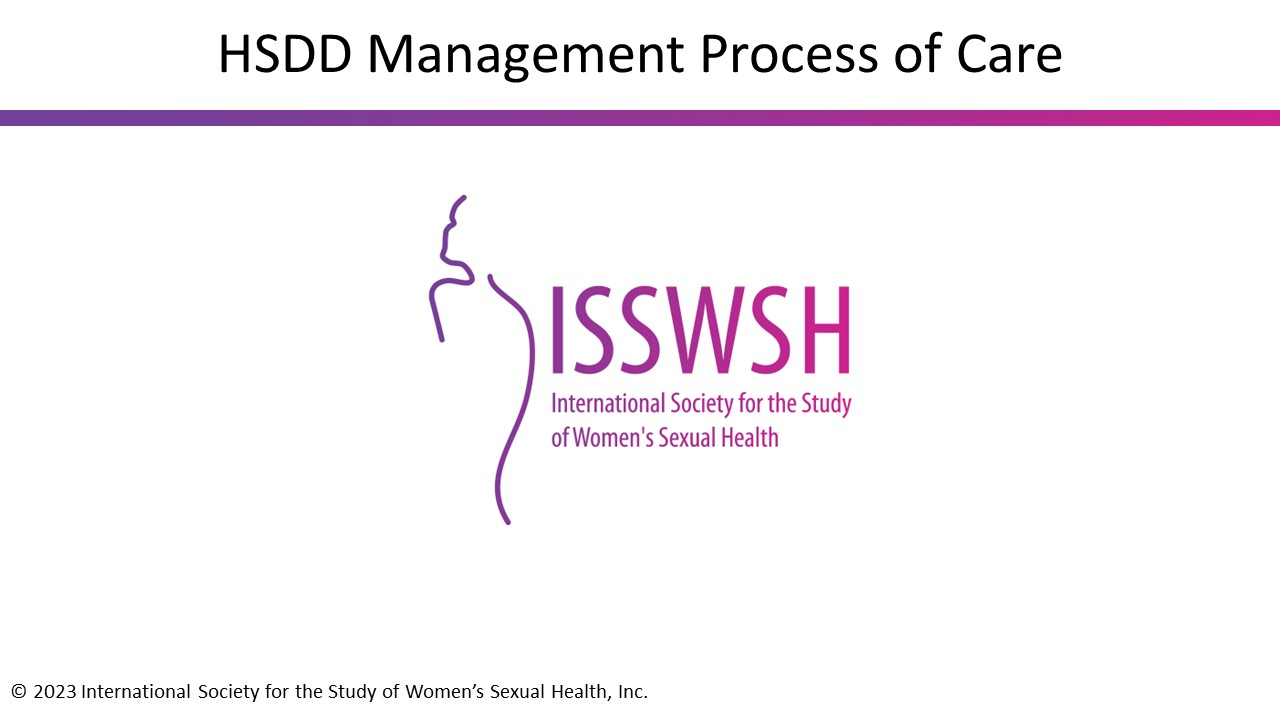 HSDD Management Process of Care
ISSWSH
International Society for the Study
of Women's Sexual Health
© 2023 International Society for the Study of Women’s Sexual Health, Inc.